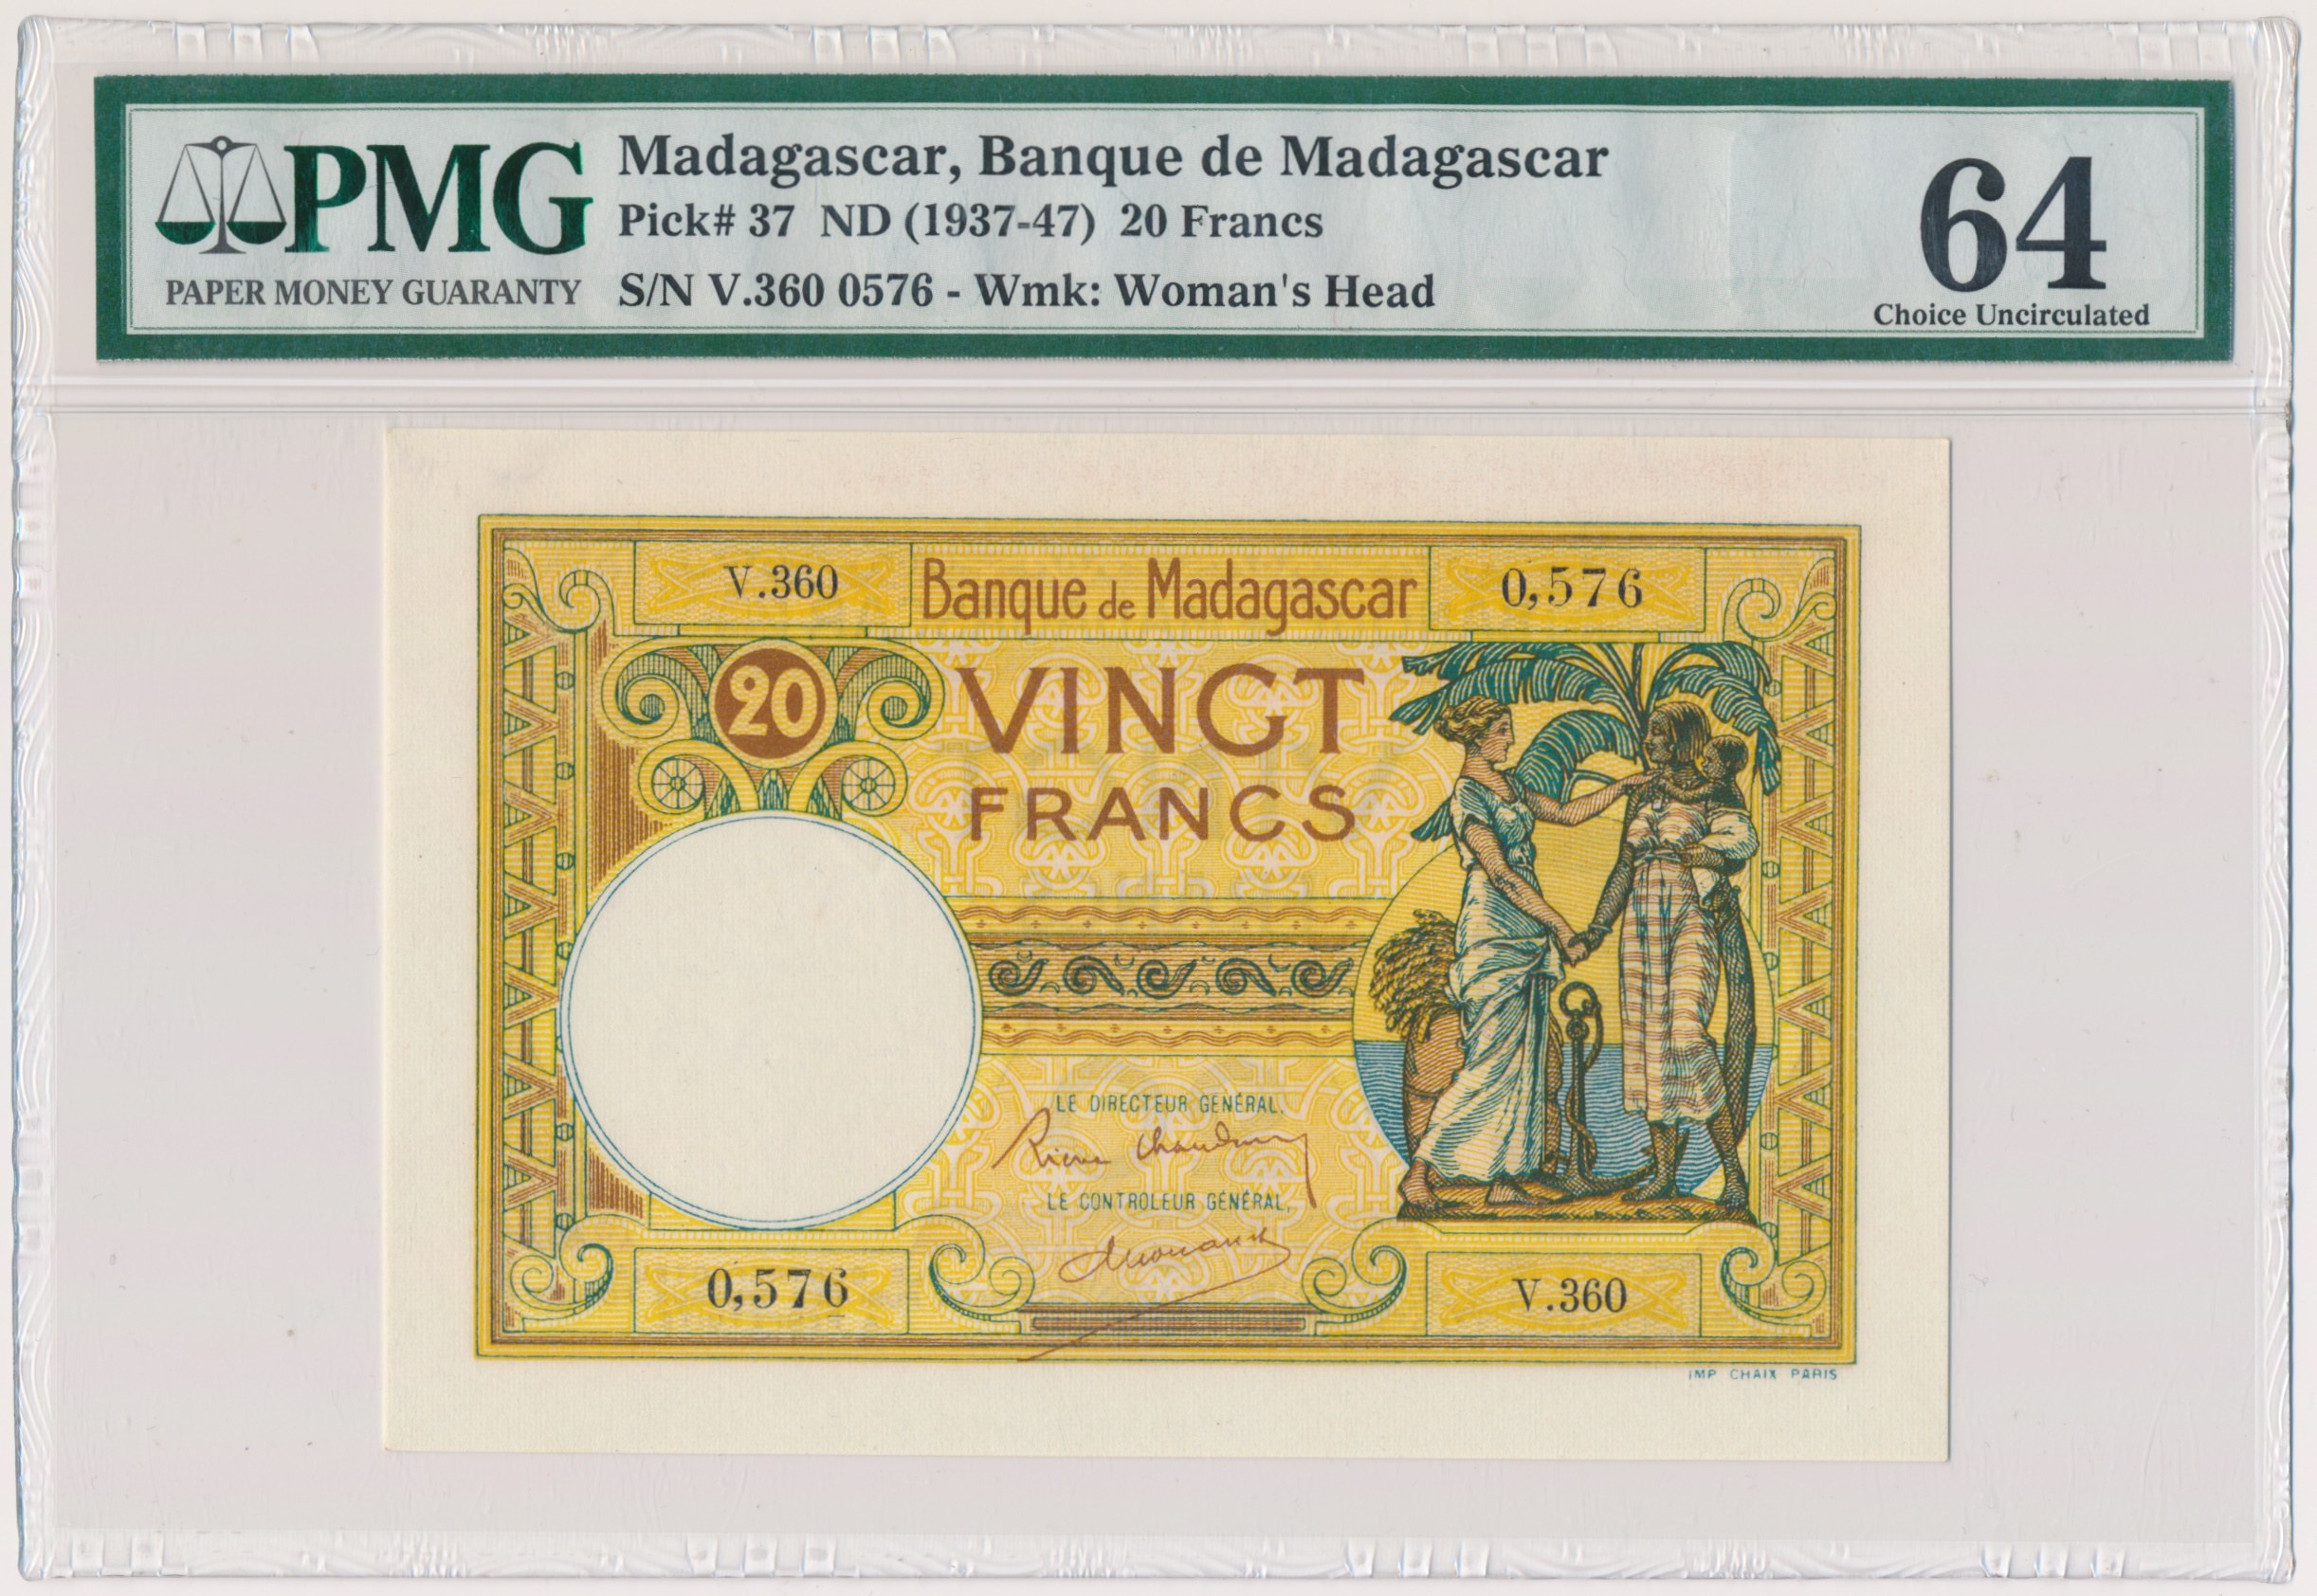 PMG
PAPER MONEY GUARANTY
Madagascar, Banque de Madagascar
Pick# 37 ND (1937-47) 20 Francs
S/N V.360 0576 - Wmk: Woman's Head
64
Choice Uncirculated
V.360
Banque de Madagascar
0,576
20
VINGT
FRANCS
LE DIRECTEUR GÉNÉRAL,
LE CONTROLEUR GÉNÉRAL,
0,576
V.360
IMP CHAIX PARIS